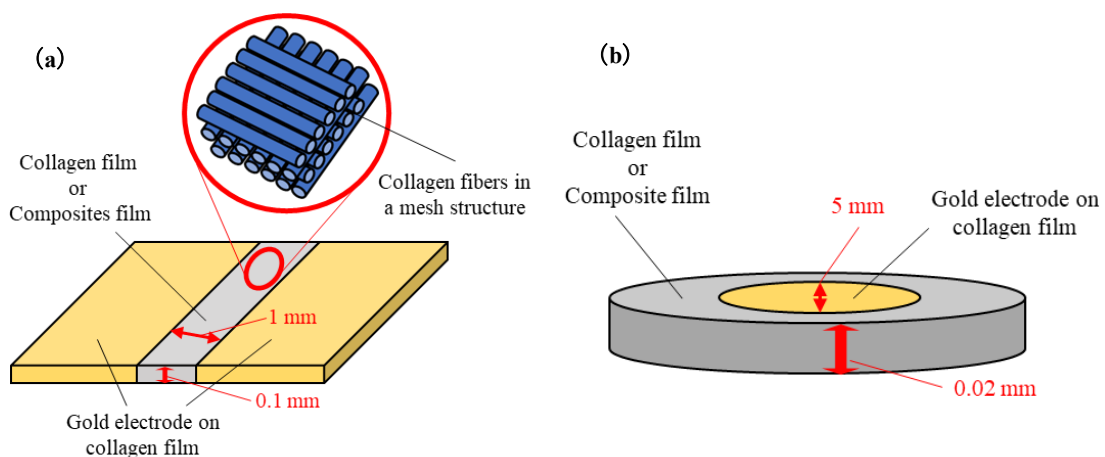 (a)
Collagen film
or
Composites film
Collagen fibers in
a mesh structure
1 mm
0.1 mm
Gold electrode on
collagen film
(b)
Collagen film
or
Composite film
5 mm
Gold electrode on
collagen film
0.02 mm